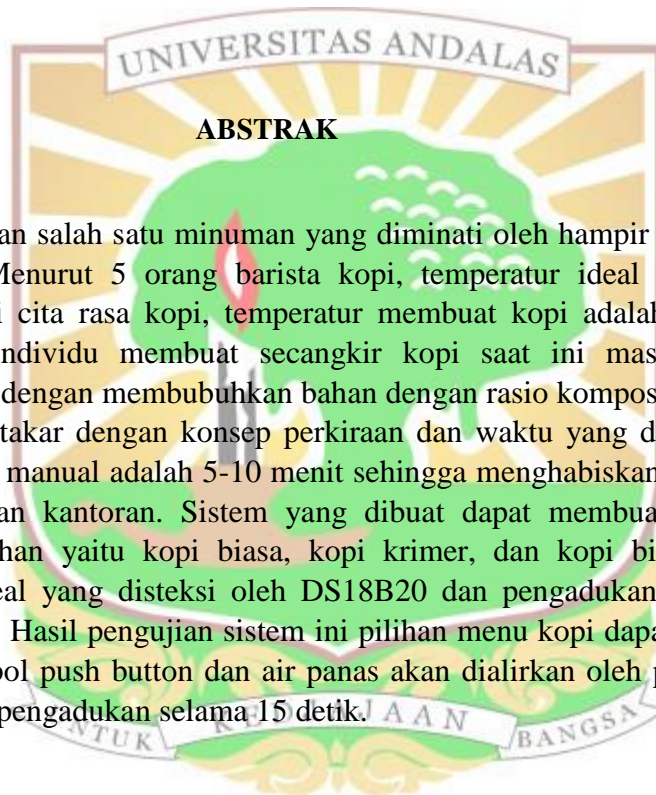 UNIVERSITAS ANDALAS
ABSTRAK
an salah satu minuman yang diminati oleh hampir
Menurut 5 orang barista kopi, temperatur ideal
i cita rasa kopi, temperatur membuat kopi adalah
ndividu membuat secangkir kopi saat ini mas
dengan membubuhkan bahan dengan rasio kompos
takar dengan konsep perkiraan dan waktu yang d
manual adalah 5-10 menit sehingga menghabiskan
an kantoran. Sistem yang dibuat dapat membua
han yaitu kopi biasa, kopi krimer, dan kopi bi
eal yang disteksi oleh DS18B20 dan pengadukan
Hasil pengujian sistem ini pilihan menu kopi dapa
ool push button dan air panas akan dialirkan oleh p
pengadukan selama 15 detik.
UNTUK KEDJAJAAN BANGSA